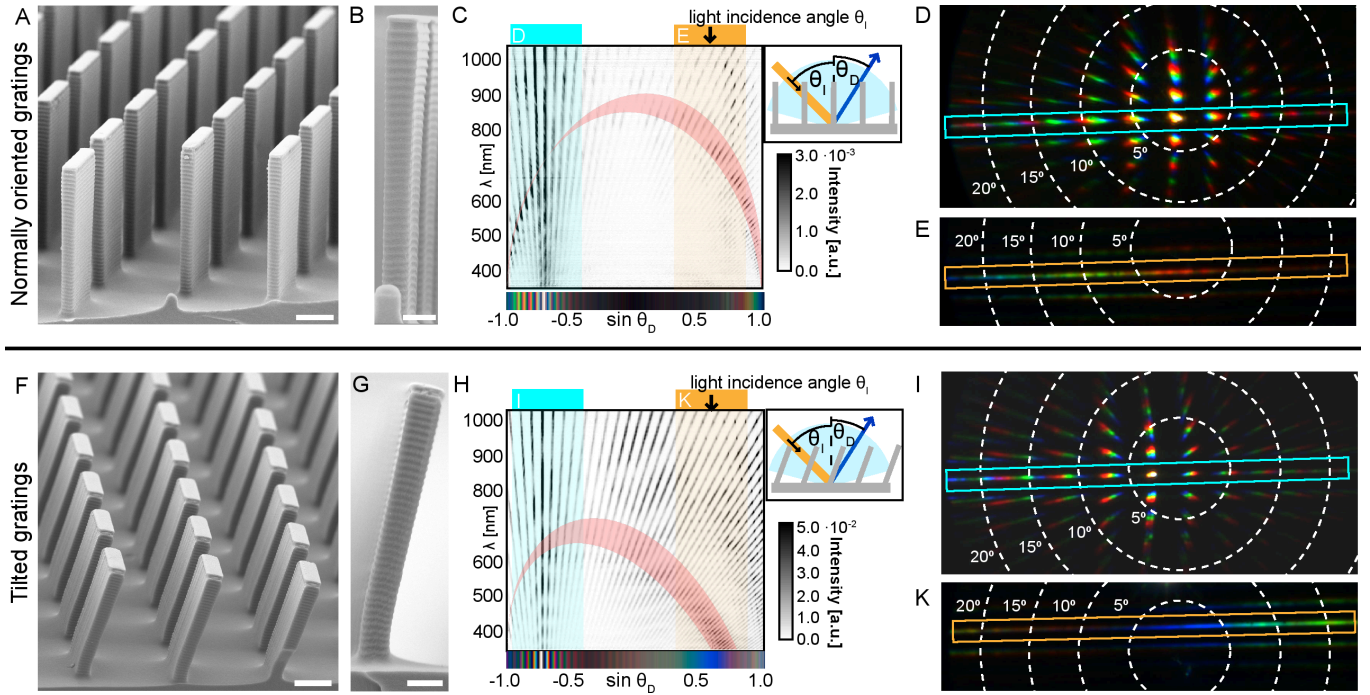 Normally oriented gratings
A
B
C
light incidence angle θI
D
E
1000
900
800
λ [nm]
700
600
500
400
-1.0
-0.5
sin θD
0.5
1.0
θI
θD
3.0 ·10-3
2.0
1.0
0.0
Intensity [a.u.]
D
5º
10º
15º
20º
E
20º
15º
10º
5º
Tilted gratings
F
G
H
light incidence angle θI
I
K
1000
900
800
λ [nm]
700
600
500
400
-1.0
-0.5
sin θD
0.5
1.0
θI
θD
5.0 ·10-2
4.0
3.0
2.0
1.0
0.0
Intensity [a.u.]
I
5º
10º
15º
20º
K
20º
15º
10º
5º